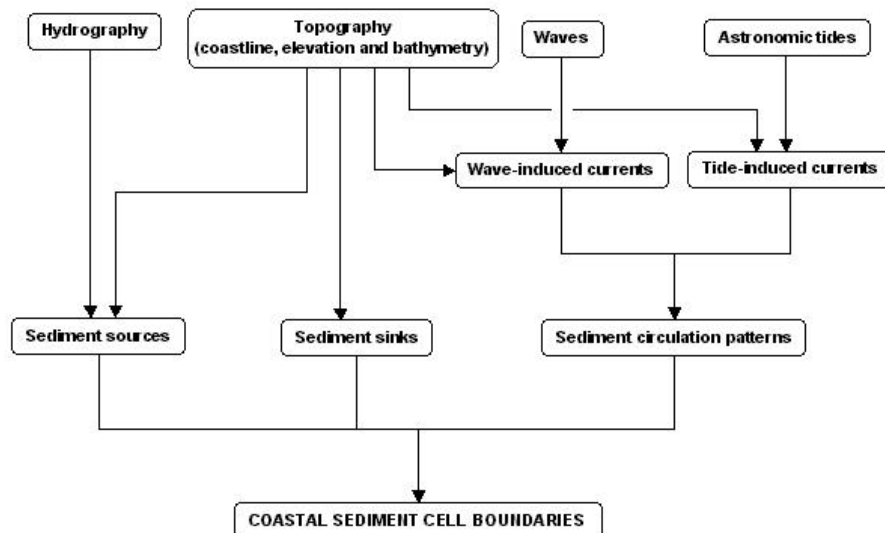 Hydrography
Topography
(coastline, elevation and bathymetry)
Waves
Astronomic tides
Wave-induced currents
Tide-induced currents
Sediment sources
Sediment sinks
Sediment circulation patterns
COASTAL SEDIMENT CELL BOUNDARIES